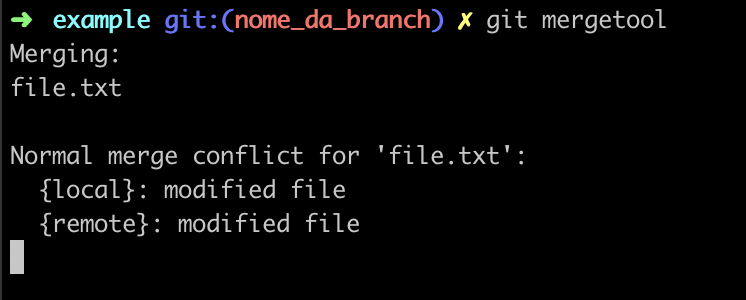 ➜ example git:(nome_da_branch) ✗ git mergetool
Merging:
file.txt
Normal merge conflict for 'file.txt':
{local}: modified file
{remote}: modified file